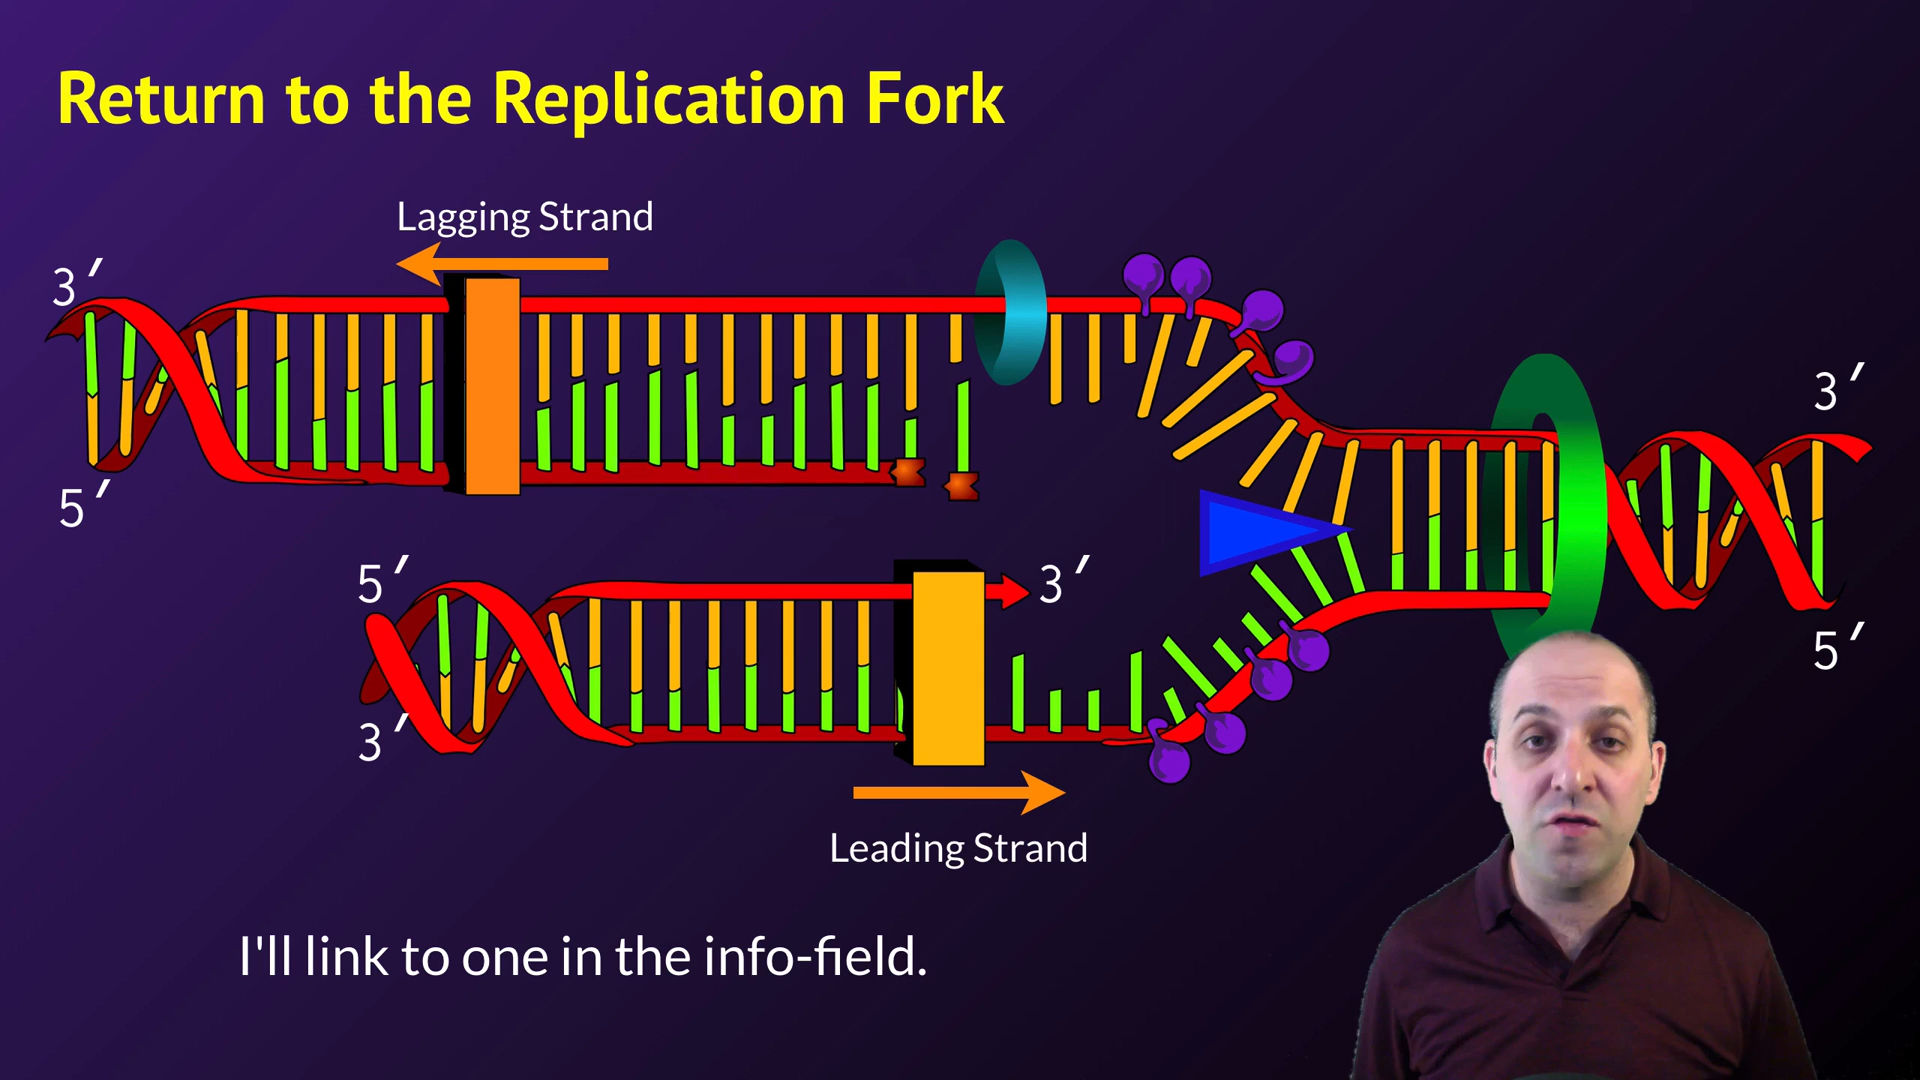 Return to the Replication Fork
Lagging Strand
3′
5′
3′
5′
3′
3′
5′
Leading Strand
I'll link to one in the info-field.